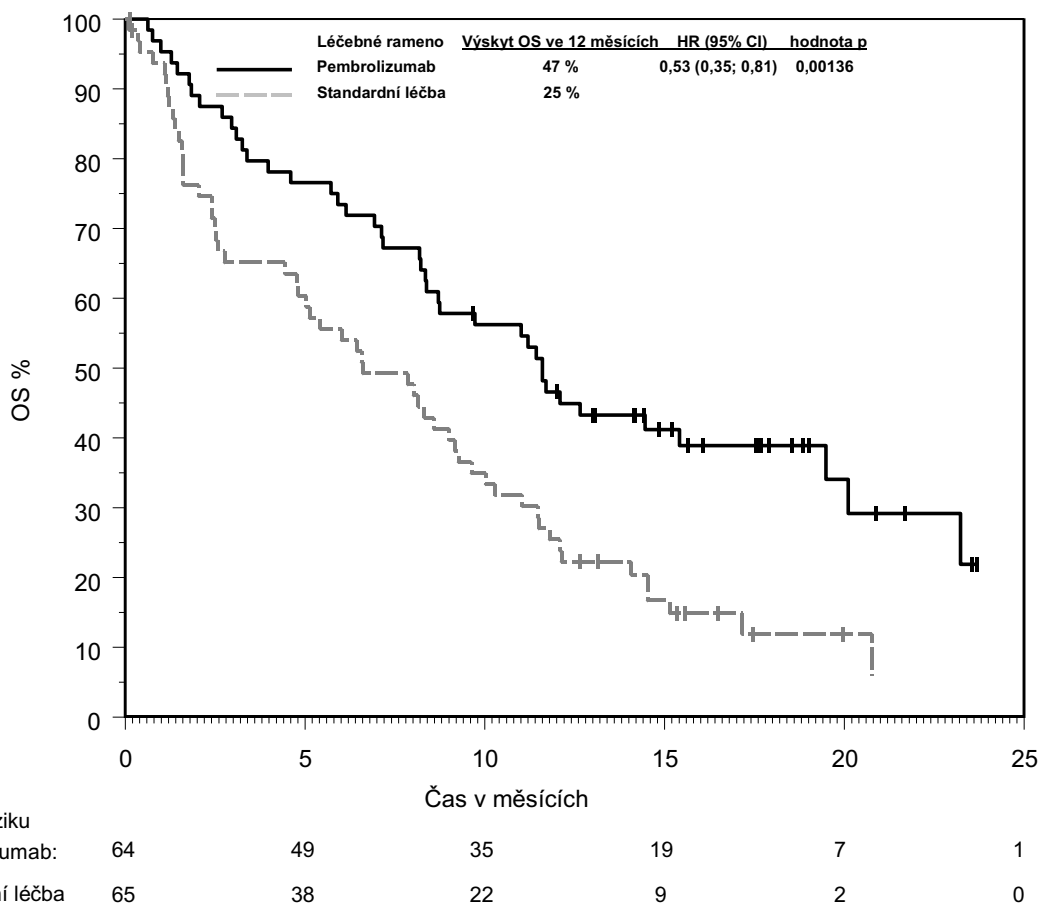 Léčebné rameno Výskyt OS ve 12 měsících HR (95% CI) hodnota p
Pembrolizumab 47 % 0,53 (0,35; 0,81) 0,00136
Standardní léčba 25 %
100
90
80
70
60
50
40
30
20
10
0
OS %
0 5 10 15 20 25
Čas v měsících
ziku
umab: 64 49 35 19 7 1
ní léčba 65 38 22 9 2 0